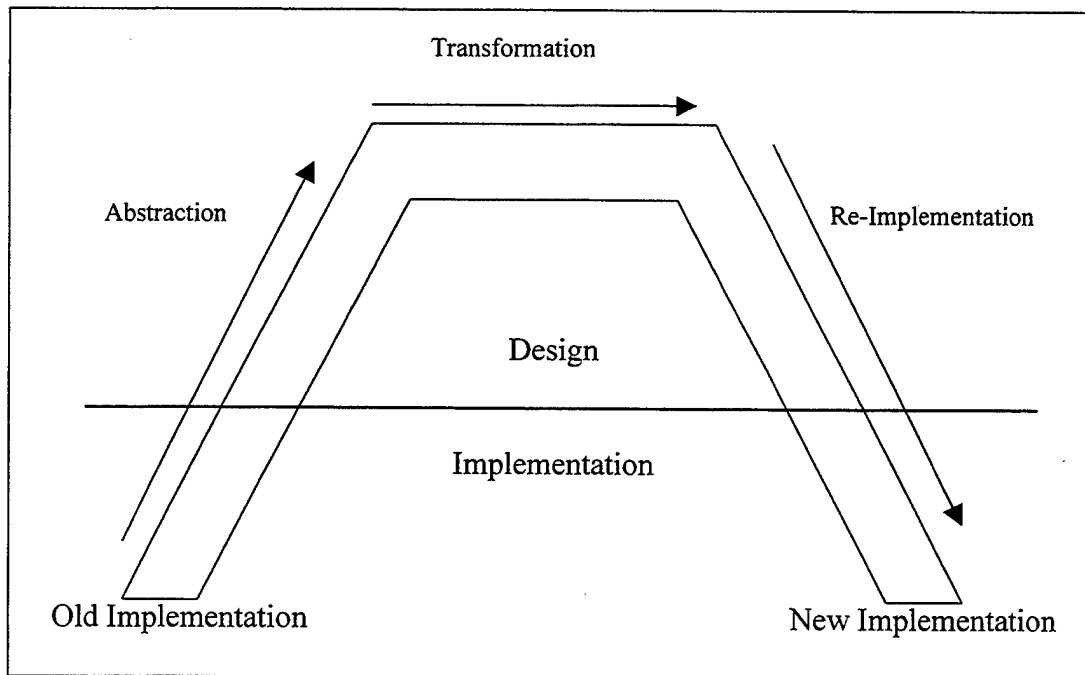 Transformation
Abstraction
Re-Implementation
Design
Implementation
Old Implementation
New Implementation